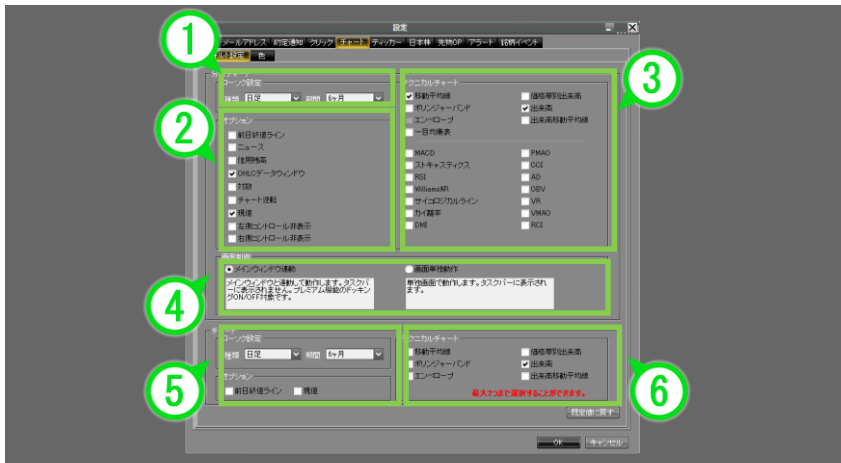 設定
メールアドレス 約定通知 クリック チャート ティッカー 日本株 先物OP アラート 銘柄イベント
色
1
ローソク設定
種類 日足 期間 6ヶ月
2
オプション
前日終値ライン
ニュース
信用残高
OHLCデータウィンドウ
対数
チャート逆転
現値
左側コントロール非表示
右側コントロール非表示
3
テクニカルチャート
移動平均線 価格帯別出来高
ボリンジャーバンド 出来高
エンベロープ 出来高移動平均線
一目均衡表
MACD PMAO
ストキャスティクス CCI
RSI AD
Williams%R OBV
サイコロジカルライン VR
カイ離率 VMAO
DMI RCI
4
画面制御
メインウィンドウ連動 画面単独動作
メインウィンドウと連動して動作します。タスクバ
ーに表示されません。プレミアム機能のドッキン
グON/OFF対象です。
単独画面で動作します。タスクバーに表示され
ます。
5
ローソク設定
種類 日足 期間 6ヶ月
オプション
前日終値ライン 現値
6
テクニカルチャート
移動平均線 価格帯別出来高
ボリンジャーバンド 出来高
エンベロープ 出来高移動平均線
最大2つまで選択することができます。
既定値に戻す
OK キャンセル